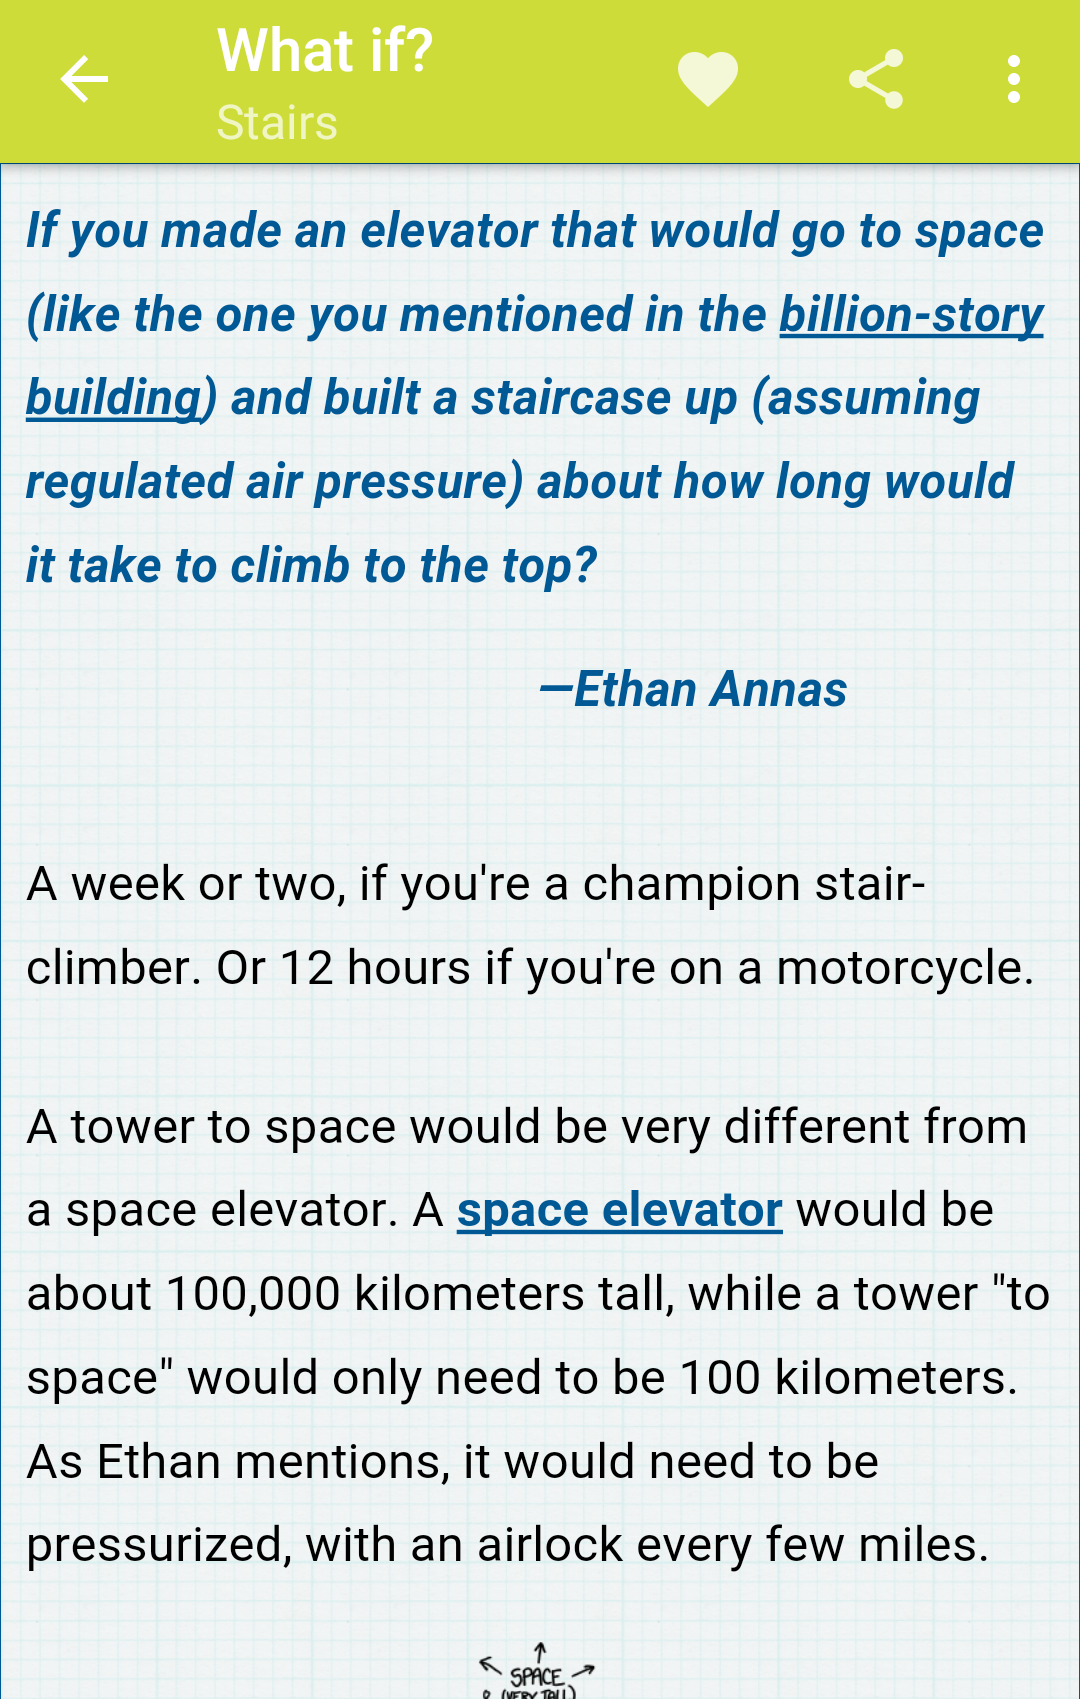 What if?
Stairs
If you made an elevator that would go to space
(like the one you mentioned in the billion-story
building) and built a staircase up (assuming
regulated air pressure) about how long would
it take to climb to the top?
—Ethan Annas
A week or two, if you're a champion stair-
climber. Or 12 hours if you're on a motorcycle.
A tower to space would be very different from
a space elevator. A space elevator would be
about 100,000 kilometers tall, while a tower "to
space" would only need to be 100 kilometers.
As Ethan mentions, it would need to be
pressurized, with an airlock every few miles.
SPACE
(VERY TALL)